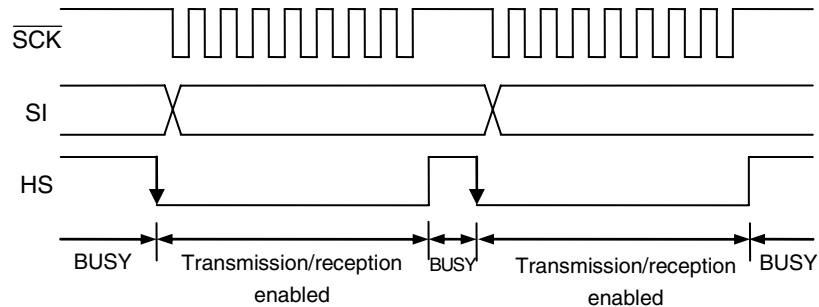 SCK
SI
HS
BUSY
Transmission/reception
enabled
BUSY
Transmission/reception
enabled
BUSY